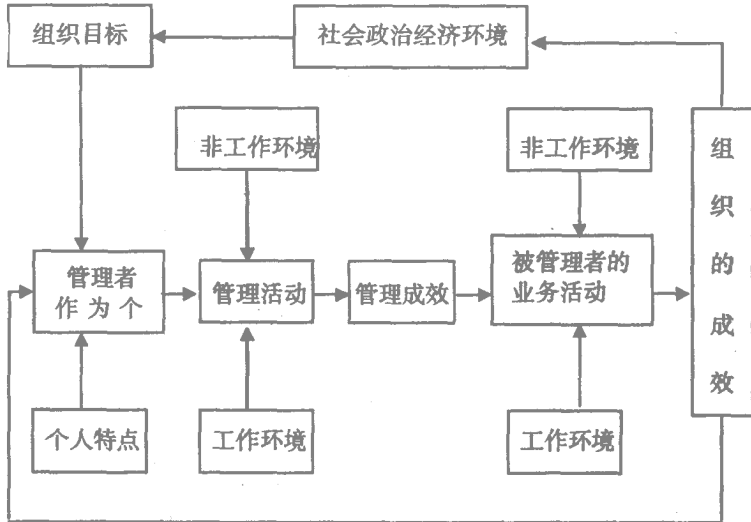 组织目标
社会政治经济环境
非工作环境
非工作环境
组织的成效
管理者
作为个
管理活动
管理成效
被管理者的
业务活动
个人特点
工作环境
工作环境